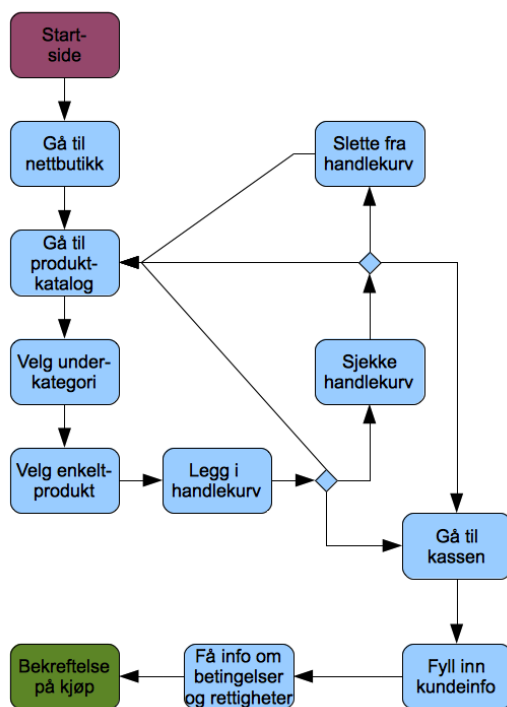 Start-
side
Gå til
nettbutikk
Slette fra
handlekurv
Gå til
produkt-
katalog
Velg under-
kategori
Sjekke
handlekurv
Velg enkelt-
produkt
Legg i
handlekurv
Gå til
kassen
Fyll inn
kundeinfo
Få info om
betingelser
og rettigheter
Bekreftelse
på kjøp